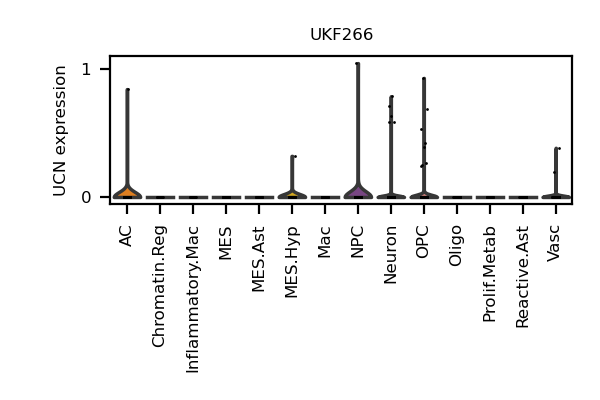 UKF266
UCN expression
1
0
AC
Chromatin.Reg
Inflammatory.Mac
MES
MES.Ast
MES.Hyp
Mac
NPC
Neuron
OPC
Oligo
Prolif.Metab
Reactive.Ast
Vasc